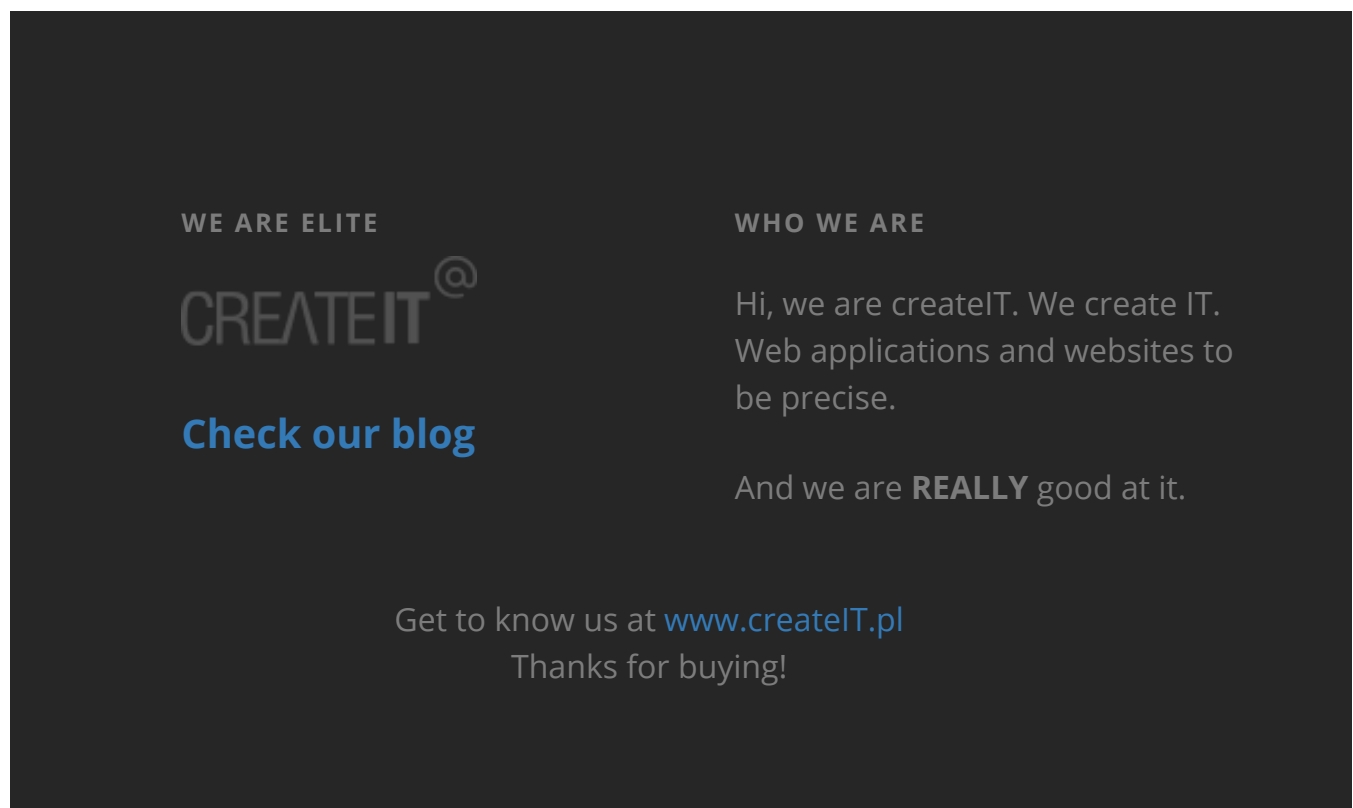 WE ARE ELITE
CREATEIT@
Check our blog
WHO WE ARE
Hi, we are createIT. We create IT.
Web applications and websites to
be precise.
And we are REALLY good at it.
Get to know us at www.createIT.pl
Thanks for buying!